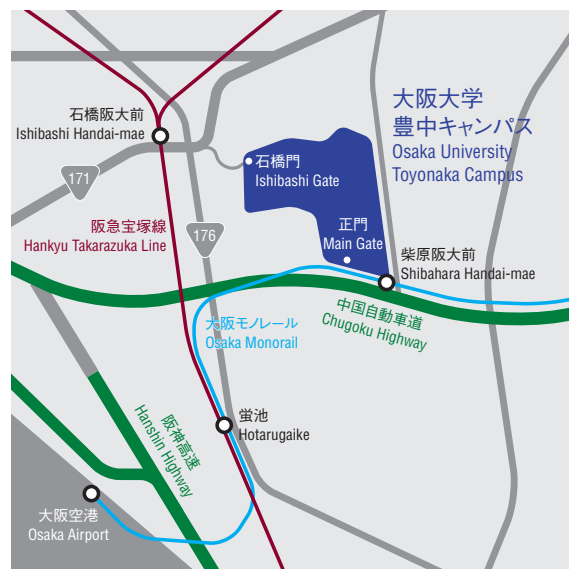 石橋阪大前
Ishibashi Handai-mae
大阪大学
豊中キャンパス
Osaka University
Toyonaka Campus
石橋門
Ishibashi Gate
171
阪急宝塚線
Hankyu Takarazuka Line
176
正門
Main Gate
柴原阪大前
Shibahara Handai-mae
大阪モノレール
Osaka Monorail
中国自動車道
Chugoku Highway
蛍池
Hotarugaike
阪神高速
Hanshin Highway
大阪空港
Osaka Airport